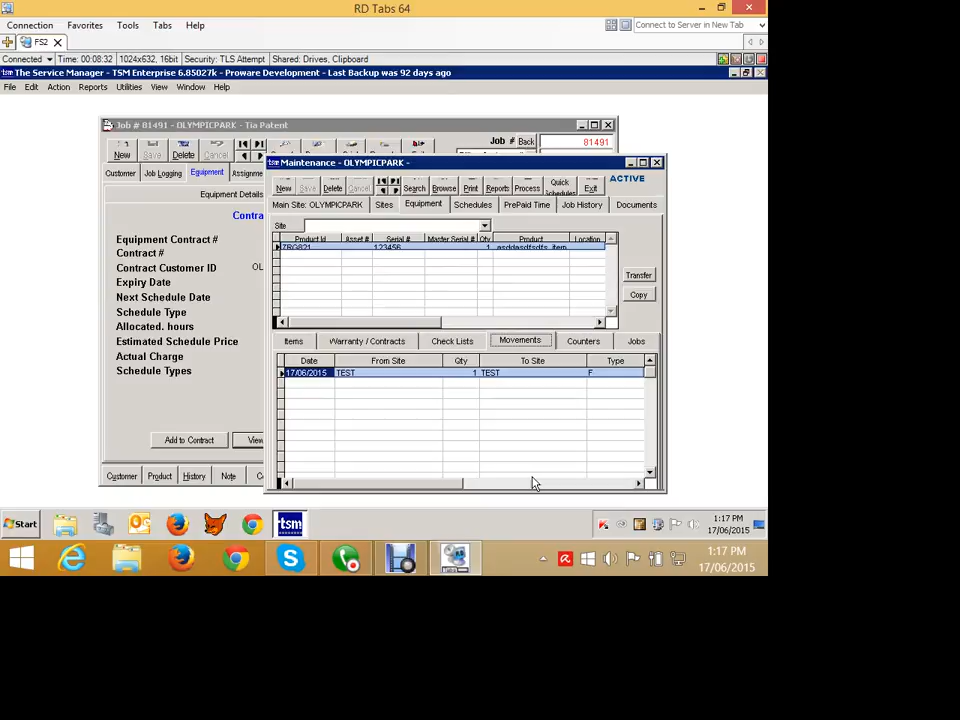 RD Tabs 64
Connection Favorites Tools Tabs Help
Connect to Server in New Tab
FS2
Connected Time: 00:08:32 1024x632, 16bit Security: TLS Attempt Shared: Drives, Clipboard
tsm The Service Manager - TSM Enterprise 6.85027k - Proware Development - Last Backup was 92 days ago
File Edit Action Reports Utilities View Window Help
Job # 81491 - OLYMPICPARK - Tia Patent
New Save Delete Cancel
Job # Back 81491
Customer Job Logging Equipment Assignme
Equipment Details
Contra
Equipment Contract #
Contract #
Contract Customer ID OL
Expiry Date
Next Schedule Date
Schedule Type
Allocated. hours
Estimated Schedule Price
Actual Charge
Schedule Types
Add to Contract View
Customer Product History Note
tsm Maintenance - OLYMPICPARK -
New Save Delete Cancel Search Browse Print Reports Process Quick Schedules Exit ACTIVE
Main Site: OLYMPICPARK Sites Equipment Schedules PrePaid Time Job History Documents
Site
Product Id Asset # Serial # Master Serial # Qty Product Location
ZRG821 123456 1 asddasdfsdfs item
Transfer
Copy
Items Warranty / Contracts Check Lists Movements Counters Jobs
Date From Site Qty To Site Type
17/06/2015 TEST 1 TEST F
Start
tsm
1:17 PM
17/06/2015
1:17 PM
17/06/2015